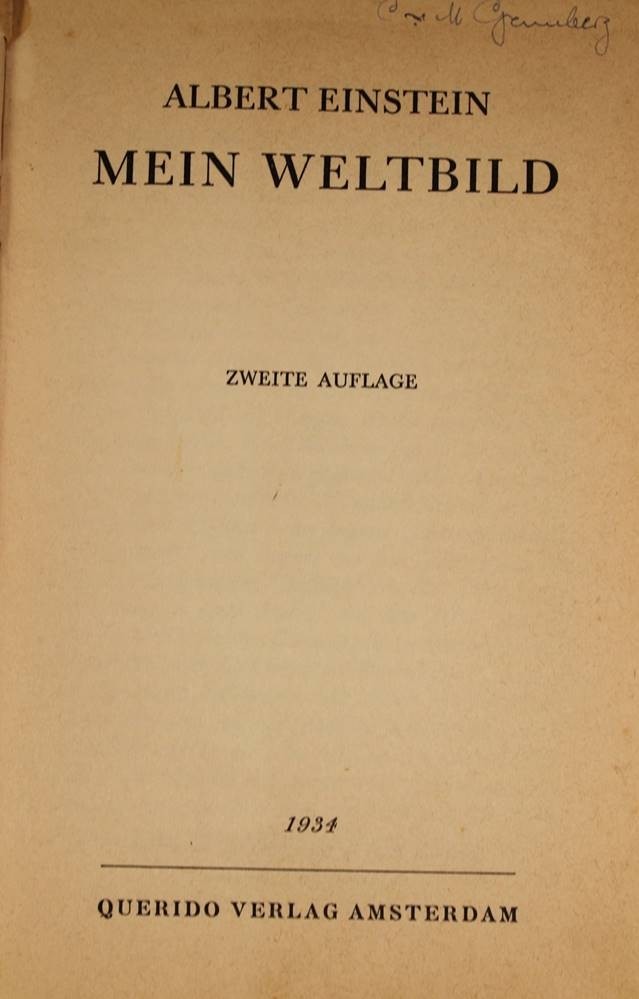 ALBERT EINSTEIN
MEIN WELTBILD
ZWEITE AUFLAGE
1934
QUERIDO VERLAG AMSTERDAM